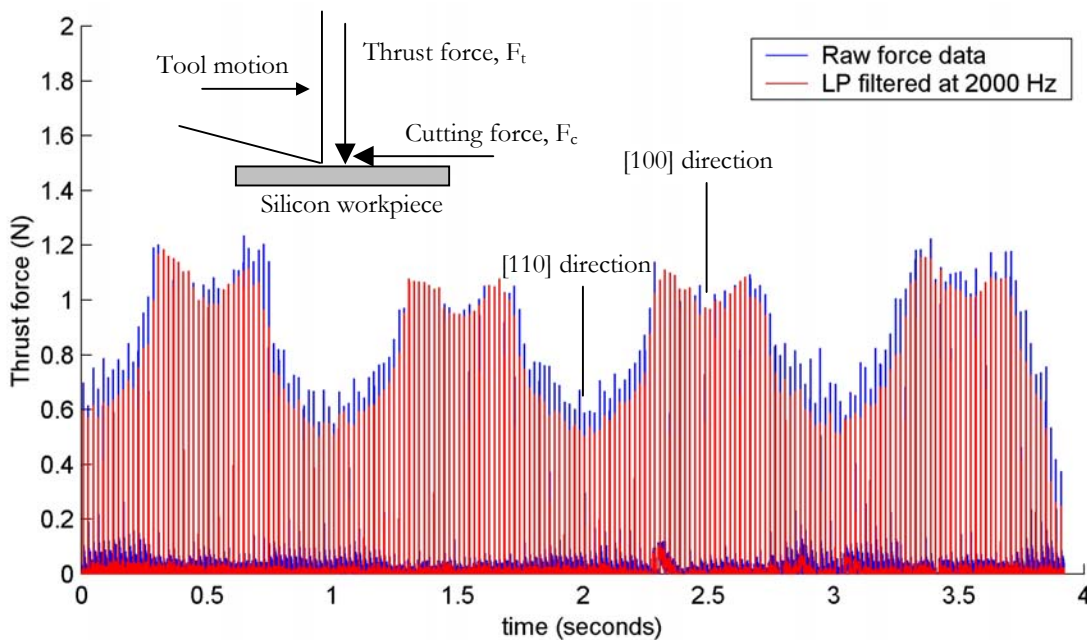 2
1.8
1.6
1.4
1.2
1
0.8
0.6
0.4
0.2
0
Thrust force (N)
Tool motion
Thrust force, Ft
Cutting force, Fc
Silicon workpiece
Raw force data
LP filtered at 2000 Hz
[100] direction
[110] direction
0 0.5 1 1.5 2 2.5 3 3.5 4
time (seconds)